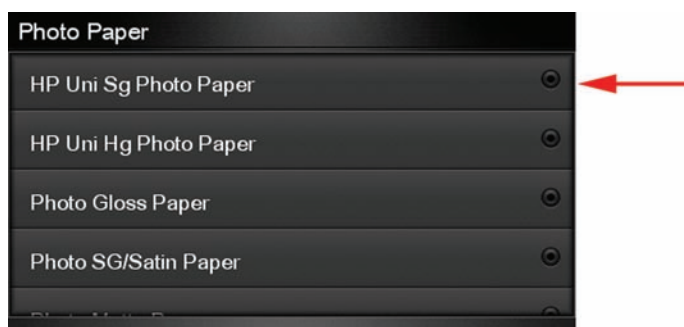 Photo Paper
HP Uni Sg Photo Paper
HP Uni Hg Photo Paper
Photo Gloss Paper
Photo SG/Satin Paper